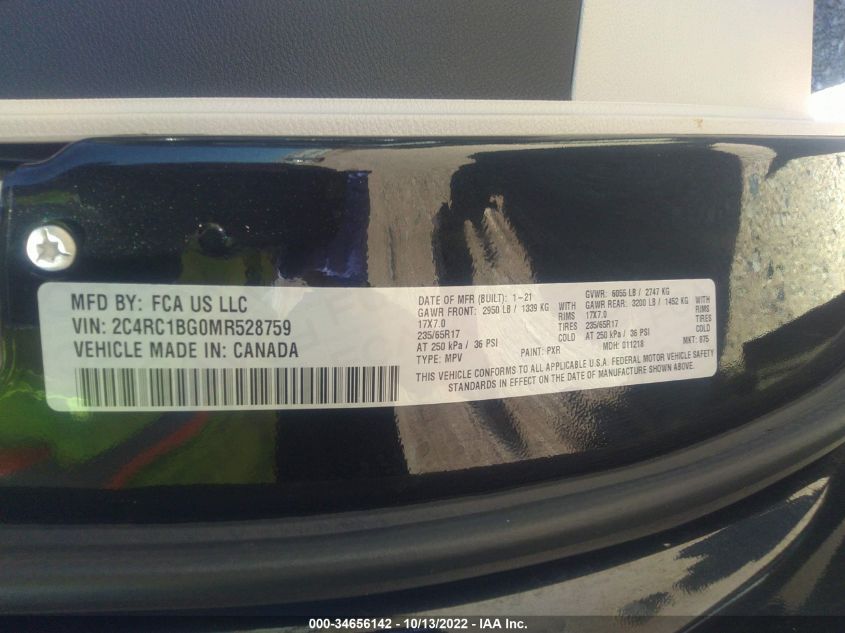 MFD BY: FCA US LLC
VIN: 2C4RC1BG0MR528759
VEHICLE MADE IN: CANADA
DATE OF MFR (BUILT): 1-21
GAWR FRONT: 2950 LB / 1339 KG WITH
17X7.0 RIMS
235/65R17 TIRES
AT 250 kPa / 36 PSI COLD
TYPE: MPV PAINT: PXR
GVWR: 6055 LB / 2747 KG
GAWR REAR: 3200 LB / 1452 KG WITH
17X7.0 RIMS
235/65R17 TIRES
AT 250 kPa / 36 PSI COLD
MDH: 011218 MKT: 875
THIS VEHICLE CONFORMS TO ALL APPLICABLE U.S.A. FEDERAL MOTOR VEHICLE SAFETY
STANDARDS IN EFFECT ON THE DATE OF MANUFACTURE SHOWN ABOVE.
000-34656142 - 10/13/2022 - IAA Inc.